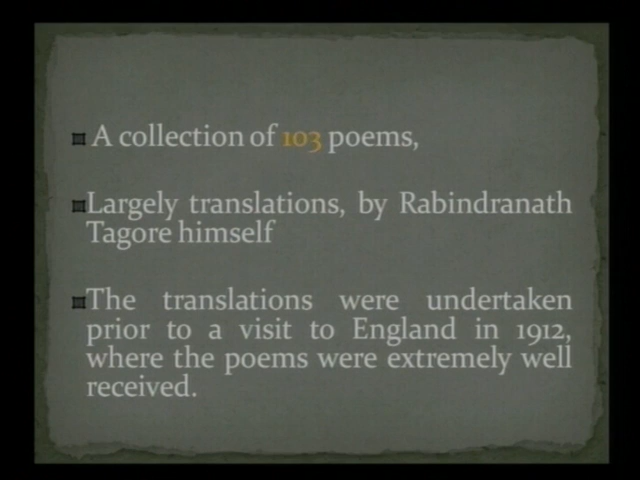 A collection of 103 poems,
Largely translations, by Rabindranath
Tagore himself
The translations were undertaken
prior to a visit to England in 1912,
where the poems were extremely well
received.